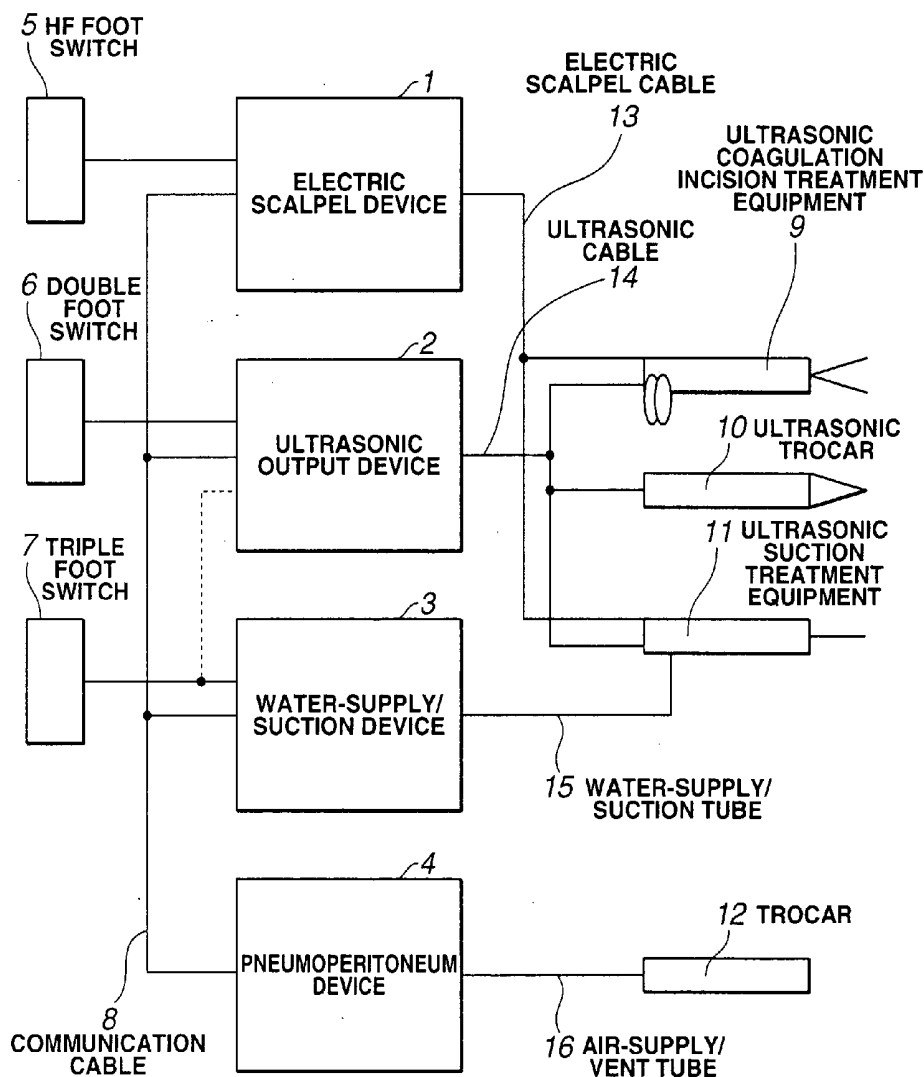 5 HF FOOT
SWITCH
1
ELECTRIC
SCALPEL DEVICE
ELECTRIC
SCALPEL CABLE
13
ULTRASONIC
COAGULATION
INCISION TREATMENT
EQUIPMENT
9
6 DOUBLE
FOOT
SWITCH
2
ULTRASONIC
OUTPUT DEVICE
ULTRASONIC
CABLE
14
10 ULTRASONIC
TROCAR
7 TRIPLE
FOOT
SWITCH
3
WATER-SUPPLY/
SUCTION DEVICE
11 ULTRASONIC
SUCTION
TREATMENT
EQUIPMENT
15 WATER-SUPPLY/
SUCTION TUBE
4
PNEUMOPERITONEUM
DEVICE
12 TROCAR
8
COMMUNICATION
CABLE
16 AIR-SUPPLY/
VENT TUBE